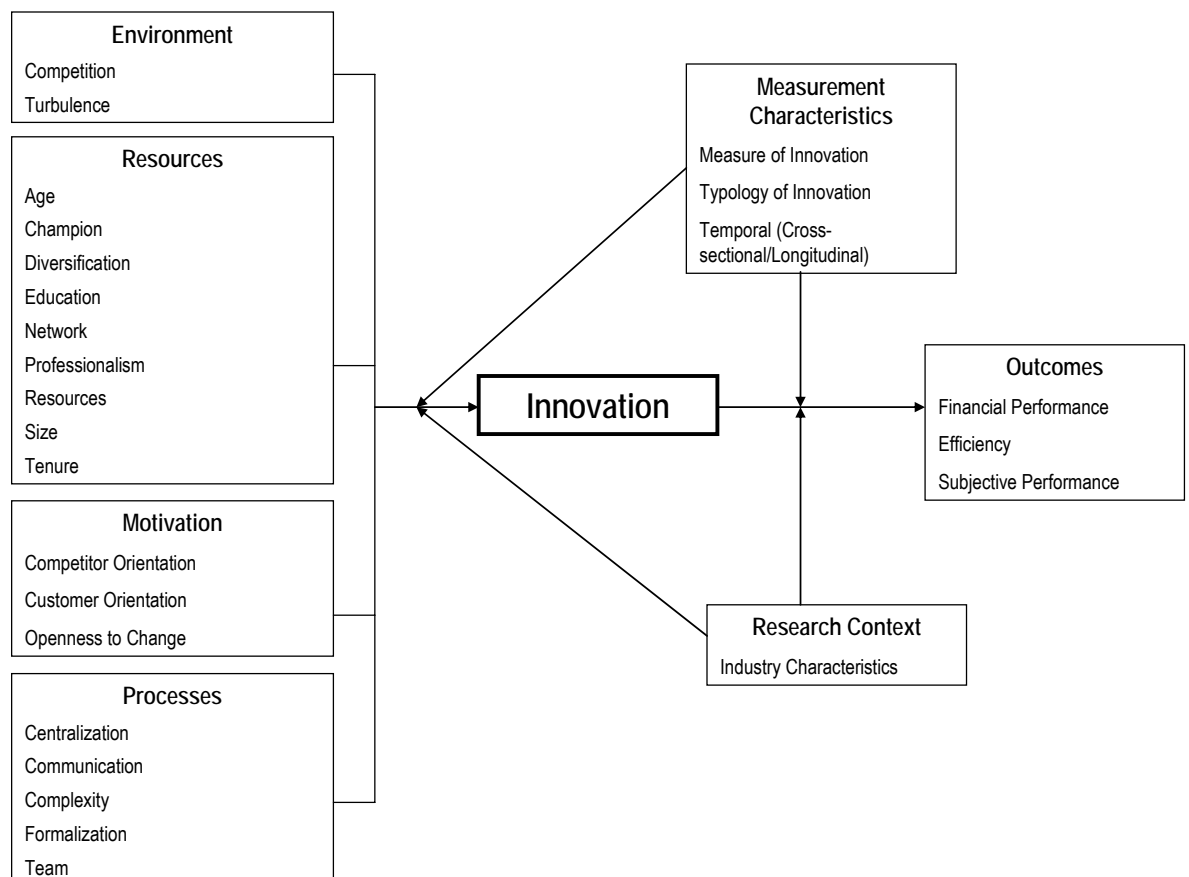 Environment
Competition
Turbulence
Resources
Age
Champion
Diversification
Education
Network
Professionalism
Resources
Size
Tenure
Motivation
Competitor Orientation
Customer Orientation
Openness to Change
Processes
Centralization
Communication
Complexity
Formalization
Team
Innovation
Measurement
Characteristics
Measure of Innovation
Typology of Innovation
Temporal (Cross-
sectional/Longitudinal)
Research Context
Industry Characteristics
Outcomes
Financial Performance
Efficiency
Subjective Performance